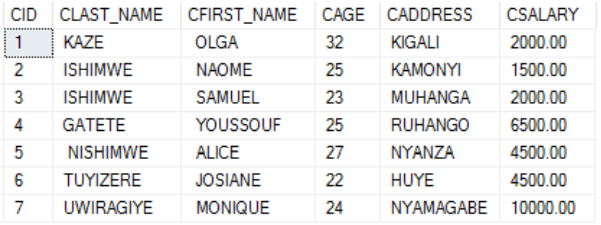 CID CLAST_NAME CFIRST_NAME CAGE CADDRESS CSALARY
1 KAZE OLGA 32 KIGALI 2000.00
2 ISHIMWE NAOME 25 KAMONYI 1500.00
3 ISHIMWE SAMUEL 23 MUHANGA 2000.00
4 GATETE YOUSSOUF 25 RUHANGO 6500.00
5 NISHIMWE ALICE 27 NYANZA 4500.00
6 TUYIZERE JOSIANE 22 HUYE 4500.00
7 UWIRAGIYE MONIQUE 24 NYAMAGABE 10000.00